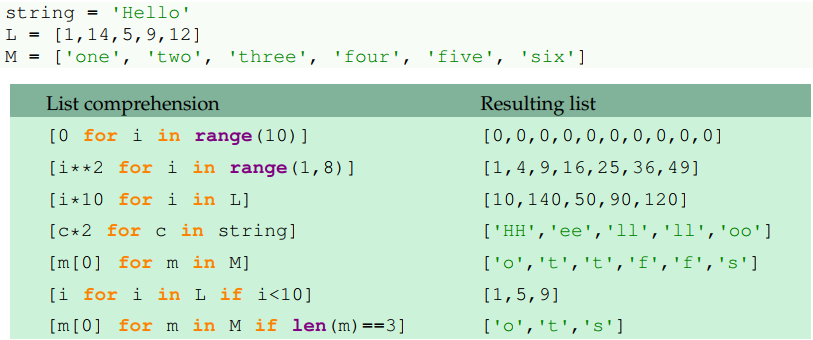 string = 'Hello'
L = [1,14,5,9,12]
M = ['one', 'two', 'three', 'four', 'five', 'six']
List comprehension Resulting list
[0 for i in range(10)] [0,0,0,0,0,0,0,0,0,0]
[i**2 for i in range(1,8)] [1,4,9,16,25,36,49]
[i*10 for i in L] [10,140,50,90,120]
[c*2 for c in string] ['HH','ee','ll','ll','oo']
[m[0] for m in M] ['o','t','t','f','f','s']
[i for i in L if i<10] [1,5,9]
[m[0] for m in M if len(m)==3] ['o','t','s']